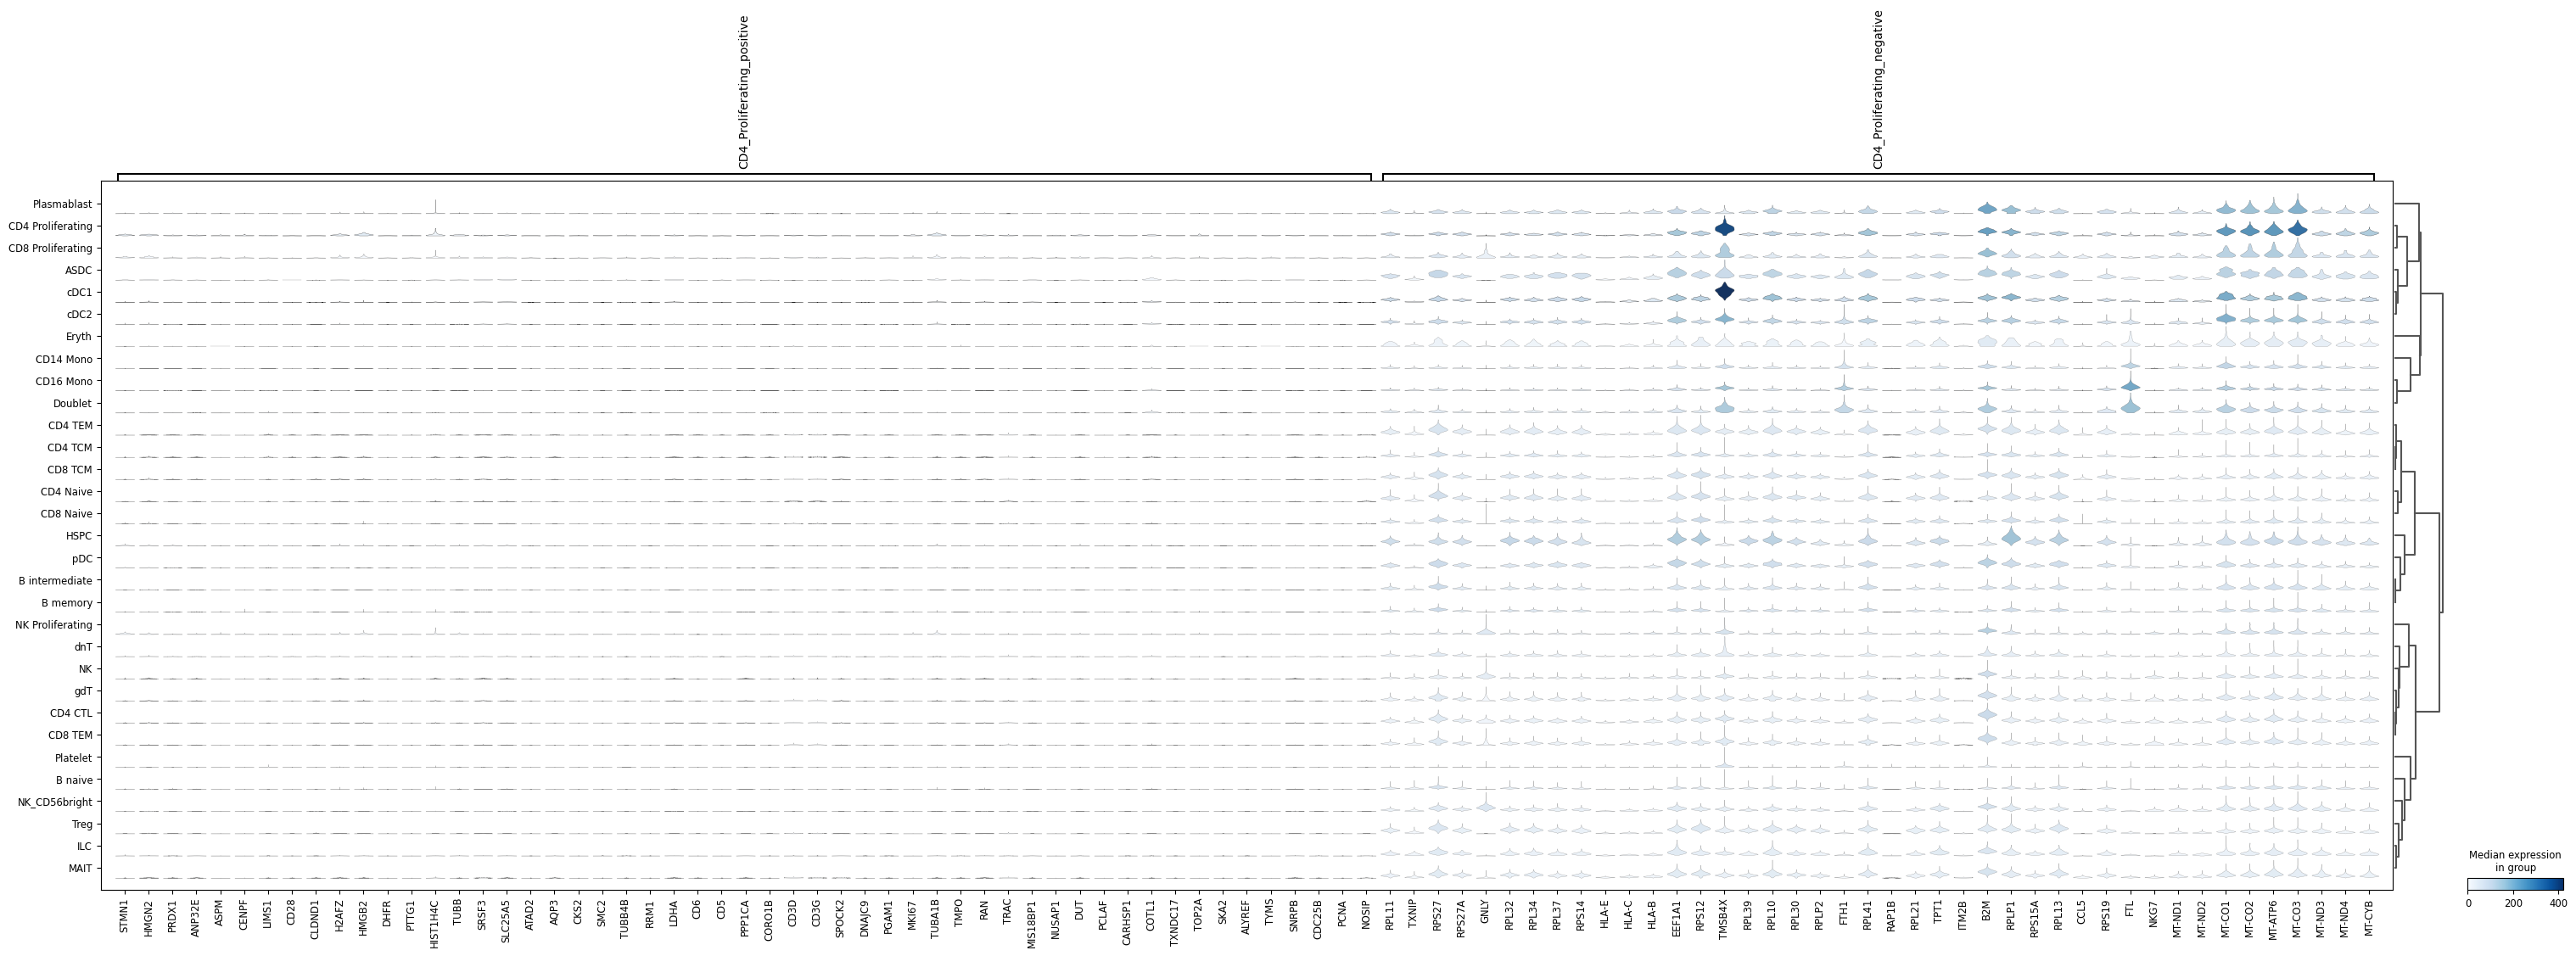 CD4_Proliferating_positive
CD4_Proliferating_negative
Plasmablast
CD4 Proliferating
CD8 Proliferating
ASDC
cDC1
cDC2
Eryth
CD14 Mono
CD16 Mono
Doublet
CD4 TEM
CD4 TCM
CD8 TCM
CD4 Naive
CD8 Naive
HSPC
pDC
B intermediate
B memory
NK Proliferating
dnT
NK
gdT
CD4 CTL
CD8 TEM
Platelet
B naive
NK_CD56bright
Treg
ILC
MAIT
STMN1
HMGN2
PRDX1
ANP32E
ASPM
CENPF
LIMS1
CD28
CLDND1
H2AFZ
HMGB2
DHFR
PTTG1
HIST1H4C
TUBB
SRSF3
SLC25A5
ATAD2
AQP3
CKS2
SMC2
TUBB4B
RRM1
LDHA
CD6
CD5
PPP1CA
CORO1B
CD3D
CD3G
SPOCK2
DNAJC9
PGAM1
MKI67
TUBA1B
TMPO
RAN
TRAC
MIS18BP1
NUSAP1
DUT
PCLAF
CARHSP1
COTL1
TXNDC17
TOP2A
SKA2
ALYREF
TYMS
SNRPB
CDC25B
PCNA
NOSIP
RPL11
TXNIP
RPS27
RPS27A
GNLY
RPL32
RPL34
RPL37
RPS14
HLA-E
HLA-C
HLA-B
EEF1A1
RPS12
TMSB4X
RPL39
RPL10
RPL30
RPLP2
FTH1
RPL41
RAP1B
RPL21
TPT1
ITM2B
B2M
RPLP1
RPS15A
RPL13
CCL5
RPS19
FTL
NKG7
MT-ND1
MT-ND2
MT-CO1
MT-CO2
MT-ATP6
MT-CO3
MT-ND3
MT-ND4
MT-CYB
Median expression
in group
0 200 400